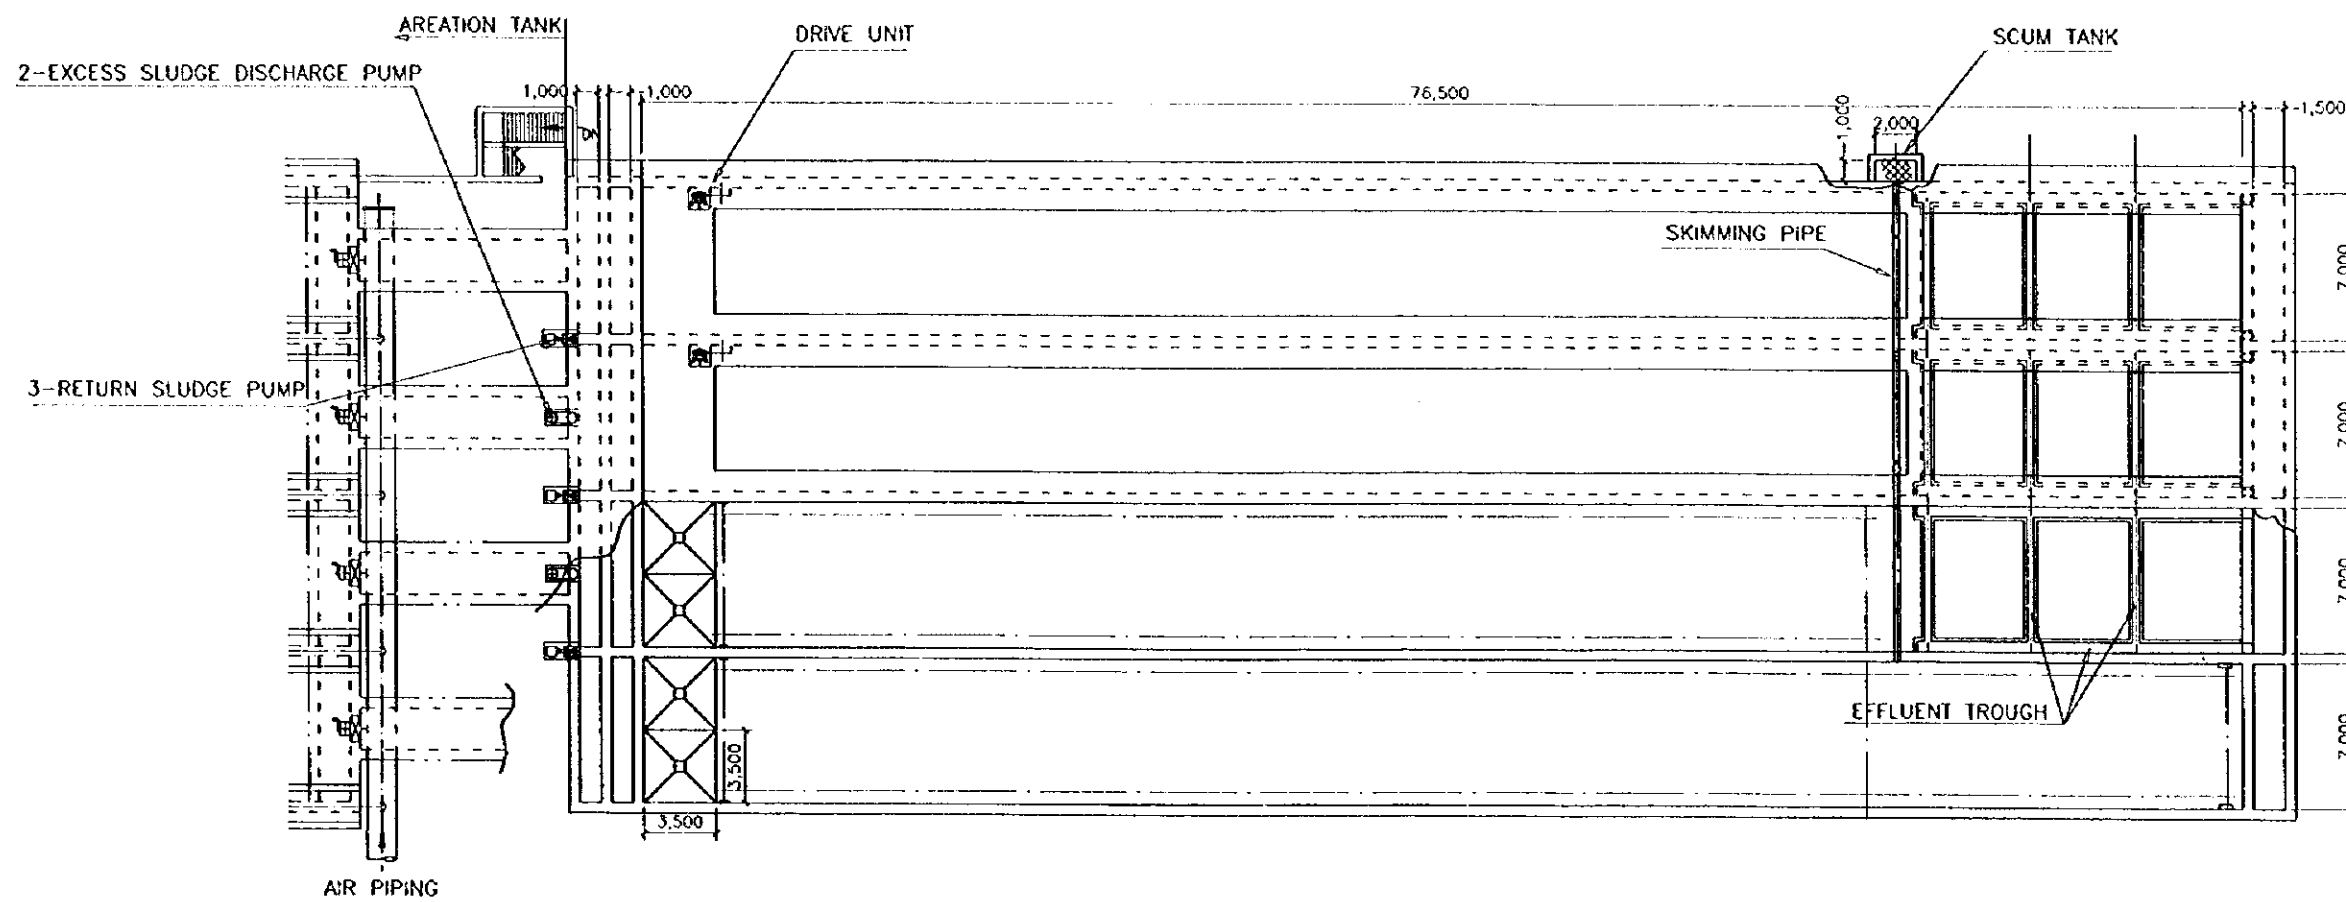 AREATION TANK
DRIVE UNIT
SCUM TANK
2-EXCESS SLUDGE DISCHARGE PUMP
1,000
1,000
76,500
1,500
1,000
2,000
SKIMMING PIPE
7,000
3-RETURN SLUDGE PUMP
7,000
7,000
EFFLUENT TROUGH
7,000
3,500
3,500
AIR PIPING